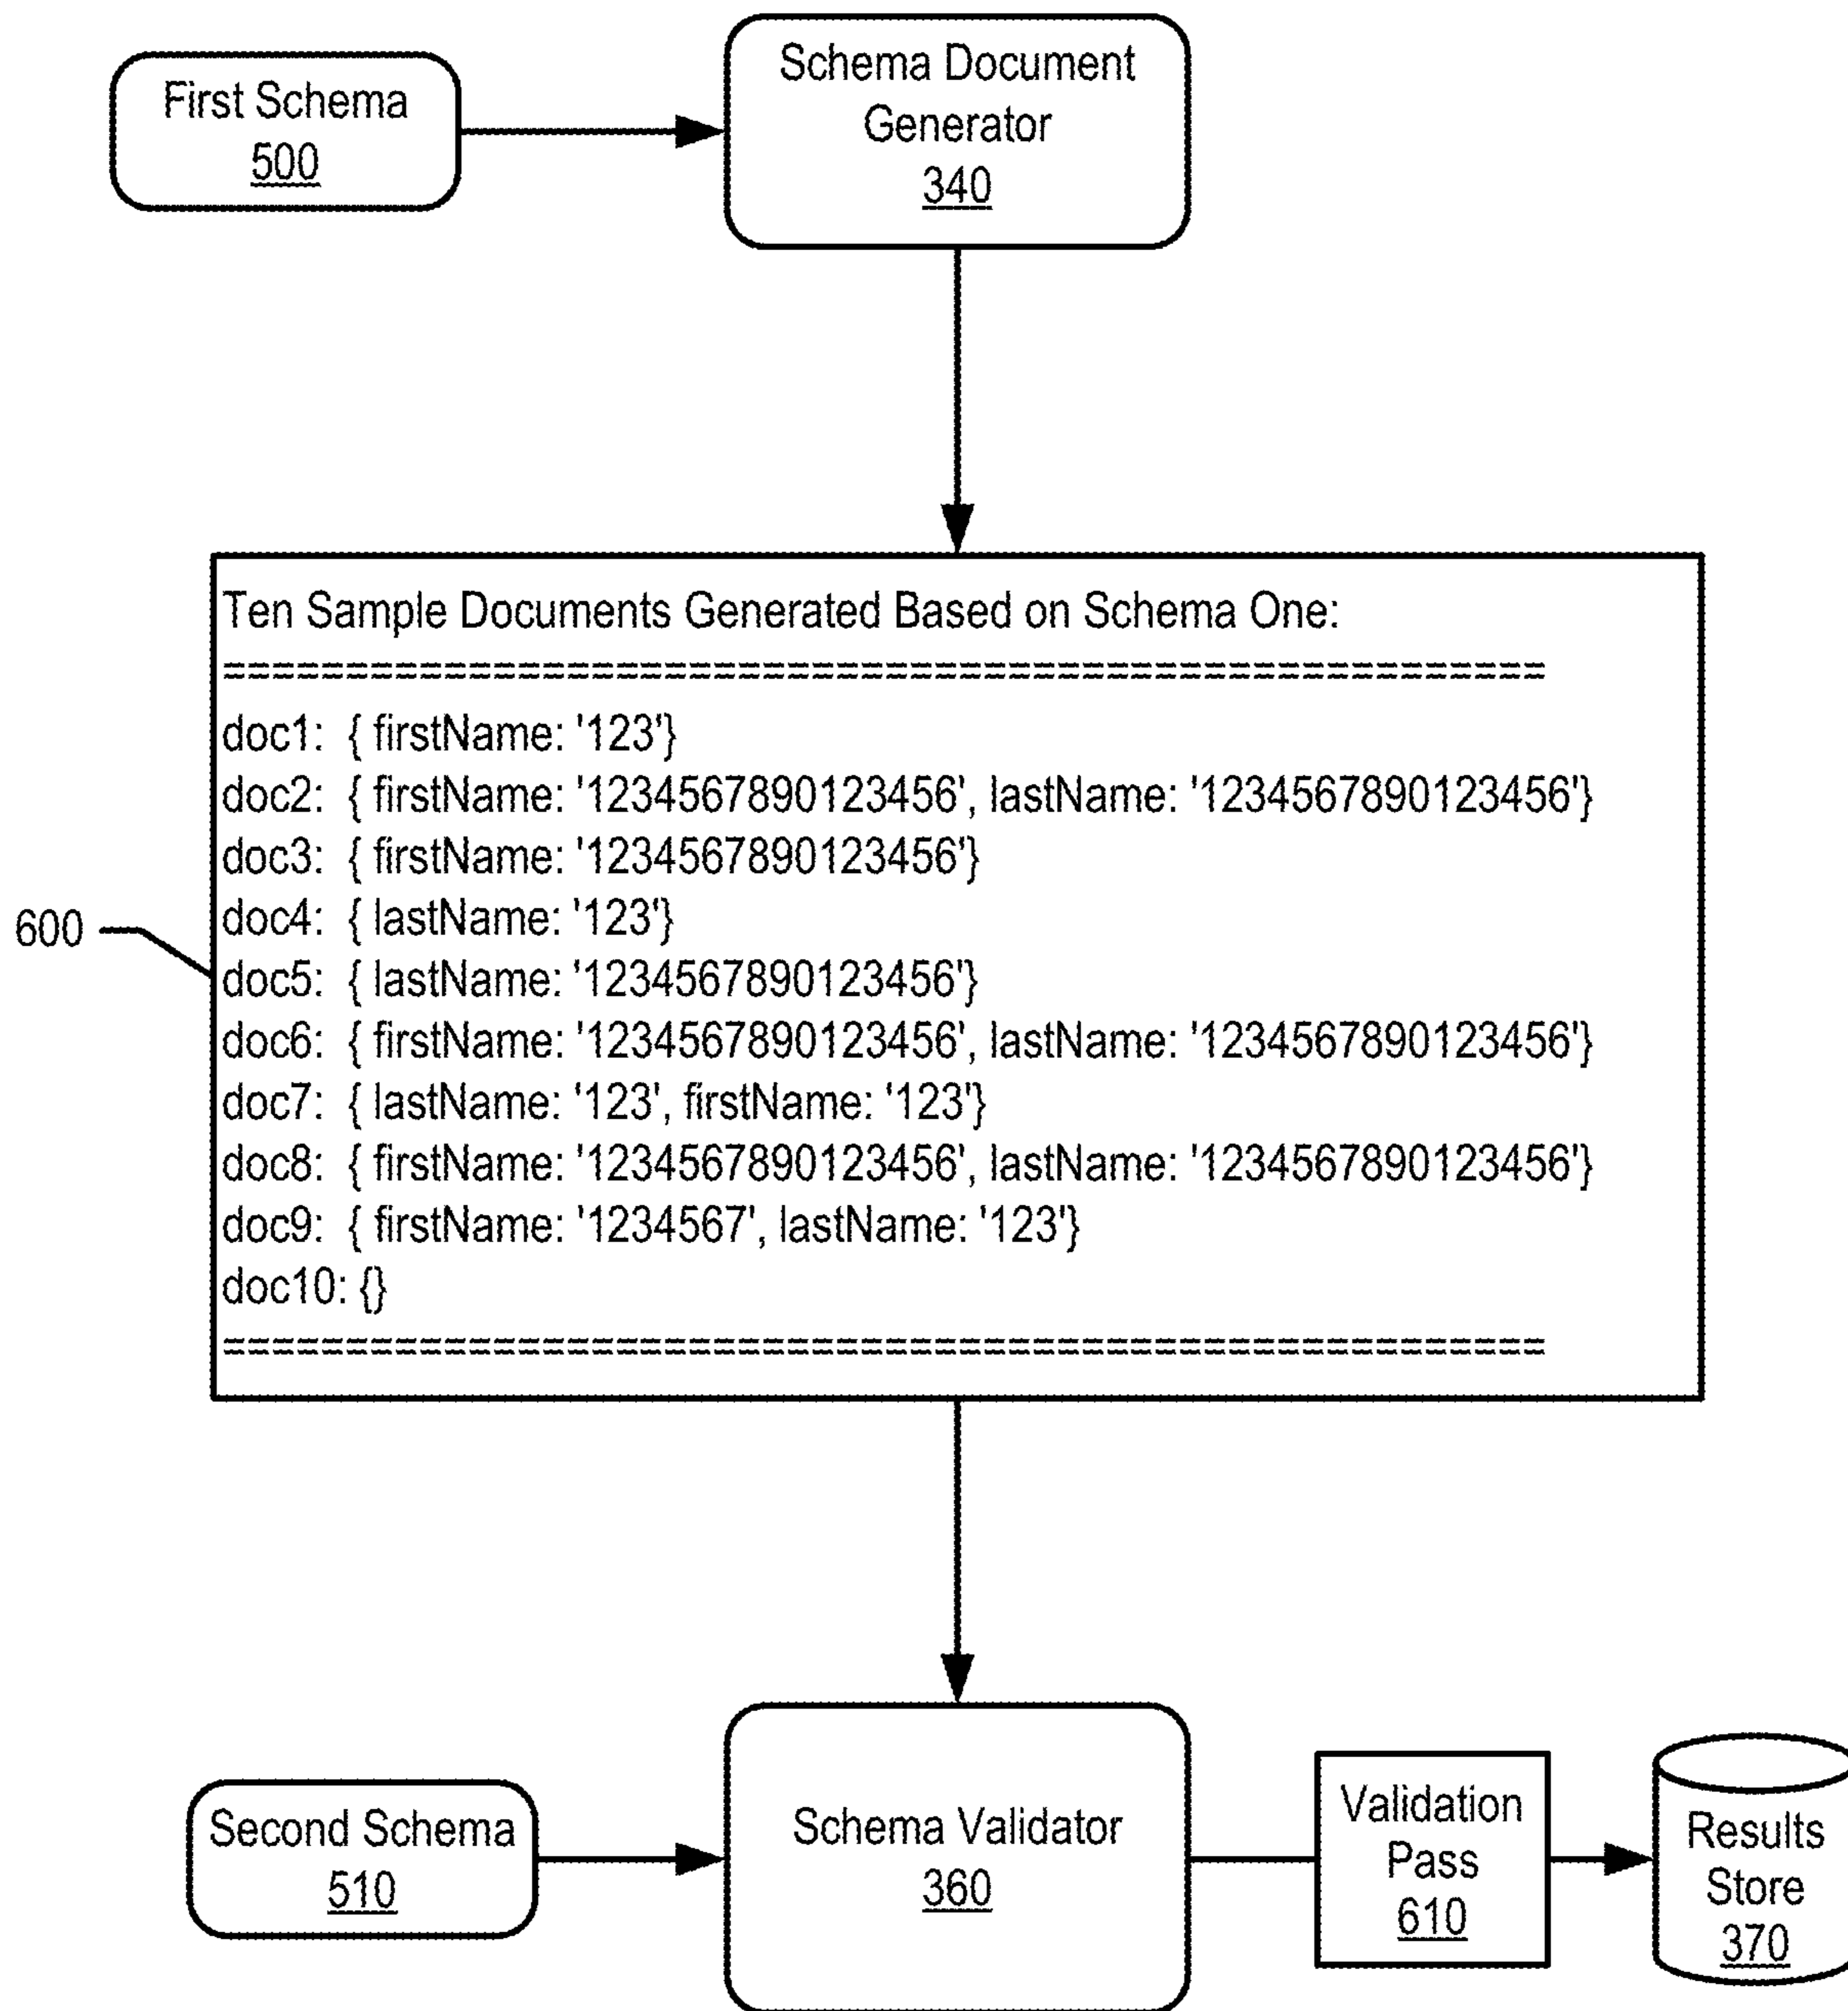 First Schema
500
Schema Document
Generator
340
Ten Sample Documents Generated Based on Schema One:
======================================================
doc1: { firstName: '123'}
doc2: { firstName: '1234567890123456', lastName: '1234567890123456'}
doc3: { firstName: '1234567890123456'}
doc4: { lastName: '123'}
doc5: { lastName: '1234567890123456'}
doc6: { firstName: '1234567890123456', lastName: '1234567890123456'}
doc7: { lastName: '123', firstName: '123'}
doc8: { firstName: '1234567890123456', lastName: '1234567890123456'}
doc9: { firstName: '1234567', lastName: '123'}
doc10: {}
======================================================
600
Second Schema
510
Schema Validator
360
Validation
Pass
610
Results
Store
370